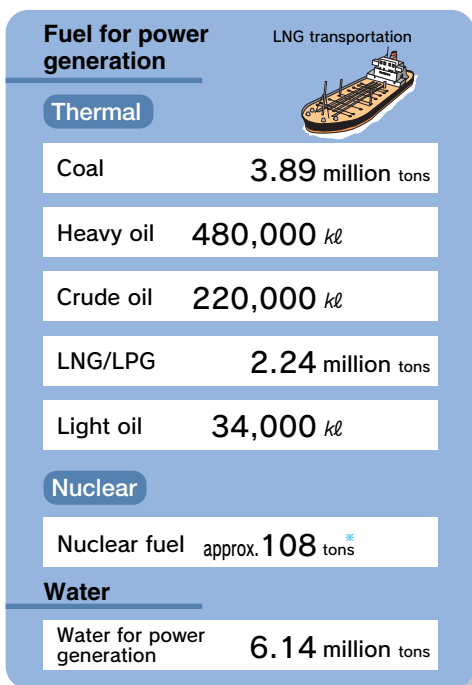 Fuel for power
generation
LNG transportation
Thermal
Coal 3.89 million tons
Heavy oil 480,000 kℓ
Crude oil 220,000 kℓ
LNG/LPG 2.24 million tons
Light oil 34,000 kℓ
Nuclear
Nuclear fuel approx. 108 tons※
Water
Water for power
generation 6.14 million tons